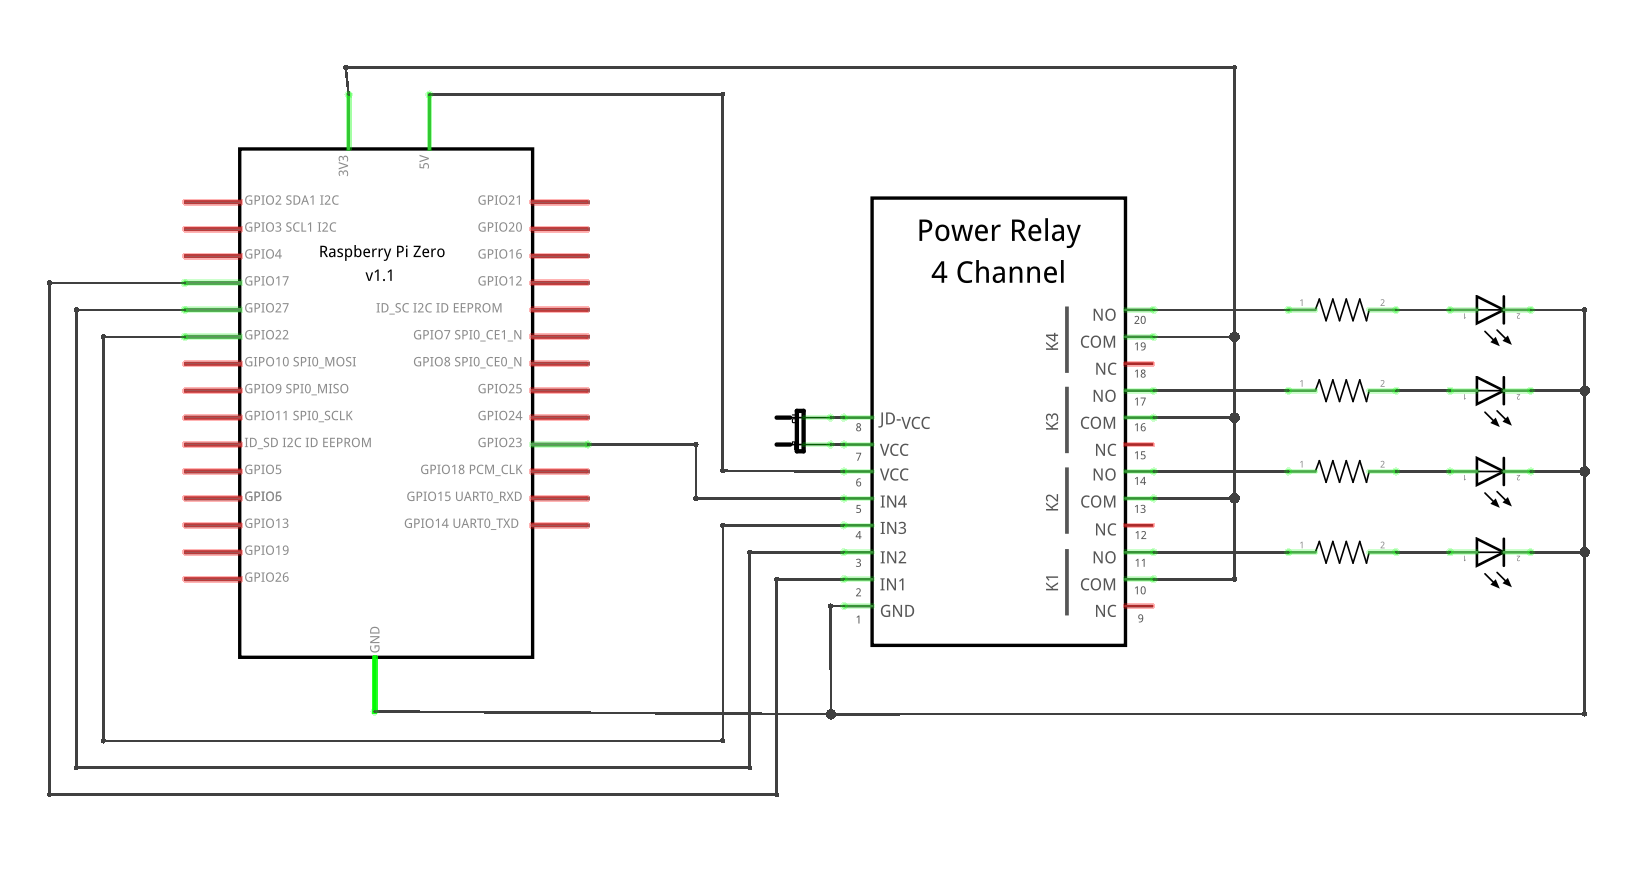 3V3
5V
GPIO2 SDA1 I2C
GPIO3 SCL1 I2C
GPIO4
GPIO17
GPIO27
GPIO22
GIPO10 SPI0_MOSI
GPIO9 SPI0_MISO
GPIO11 SPI0_SCLK
ID_SD I2C ID EEPROM
GPIO5
GPIO6
GPIO13
GPIO19
GPIO26
Raspberry Pi Zero
v1.1
GPIO21
GPIO20
GPIO16
GPIO12
ID_SC I2C ID EEPROM
GPIO7 SPI0_CE1_N
GPIO8 SPI0_CE0_N
GPIO25
GPIO24
GPIO23
GPIO18 PCM_CLK
GPIO15 UART0_RXD
GPIO14 UART0_TXD
GND
Power Relay
4 Channel
8 JD-VCC
7 VCC
6 VCC
5 IN4
4 IN3
3 IN2
2 IN1
1 GND
K4
NO 20
COM 19
NC 18
K3
NO 17
COM 16
NC 15
K2
NO 14
COM 13
NC 12
K1
NO 11
COM 10
NC 9
1 2 1 2
1 2 1 2
1 2 1 2
1 2 1 2